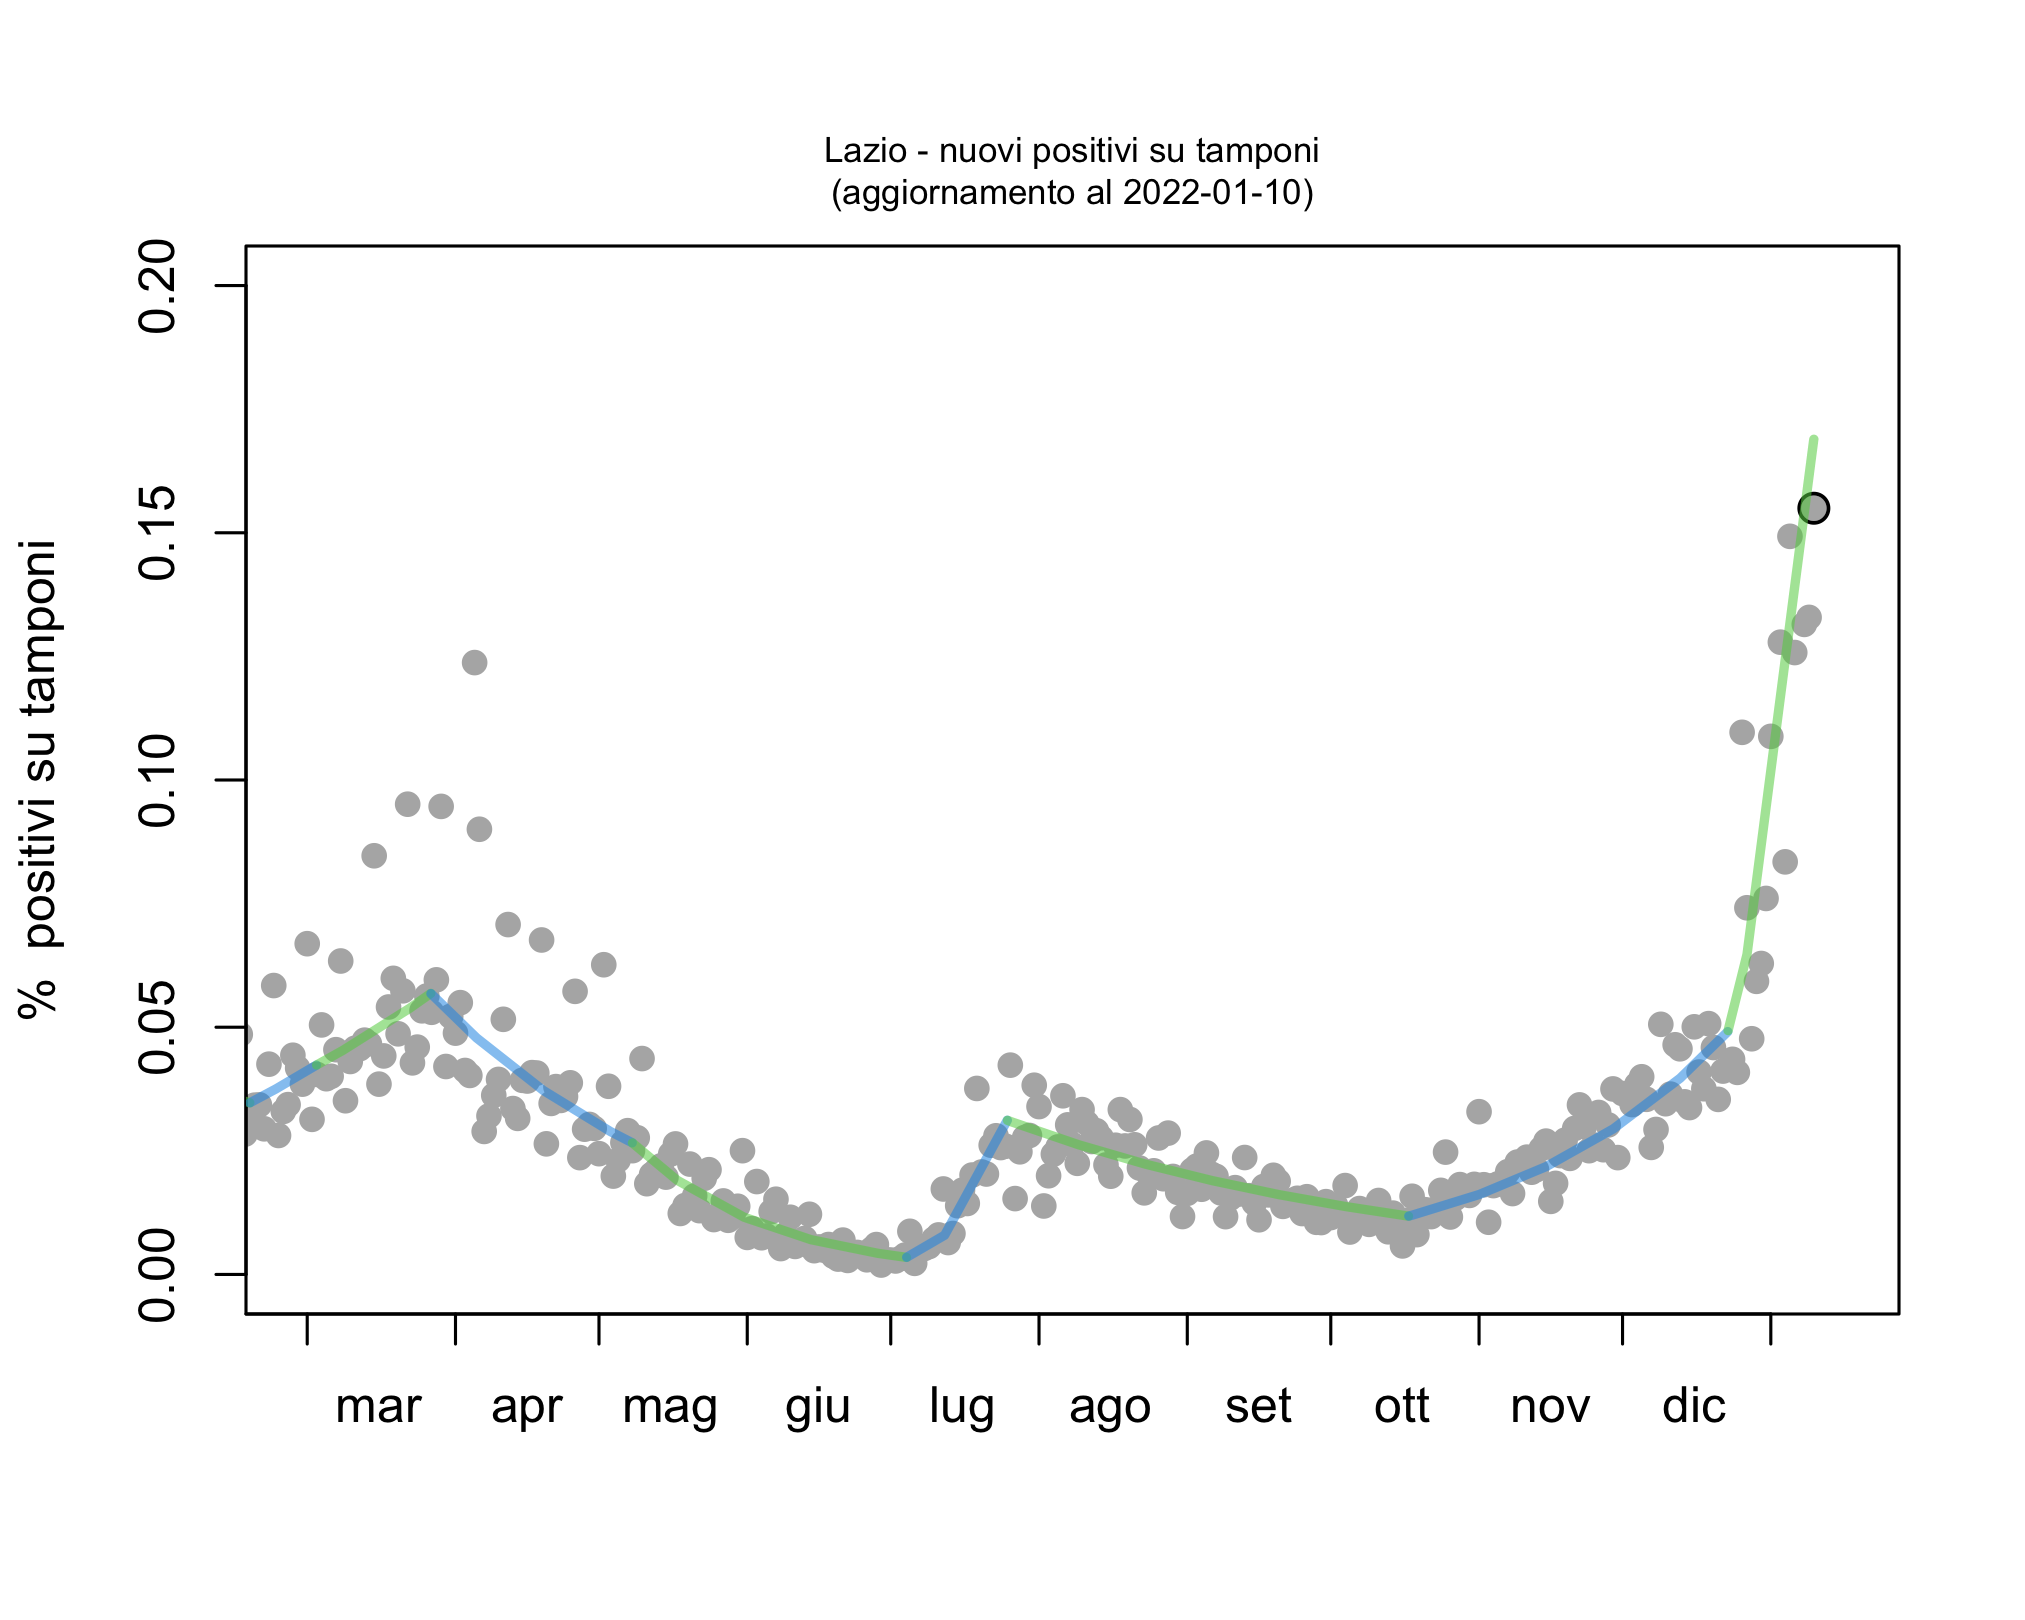 Lazio - nuovi positivi su tamponi
(aggiornamento al 2022-01-10)
% positivi su tamponi
0.20
0.15
0.10
0.05
0.00
mar apr mag giu lug ago set ott nov dic